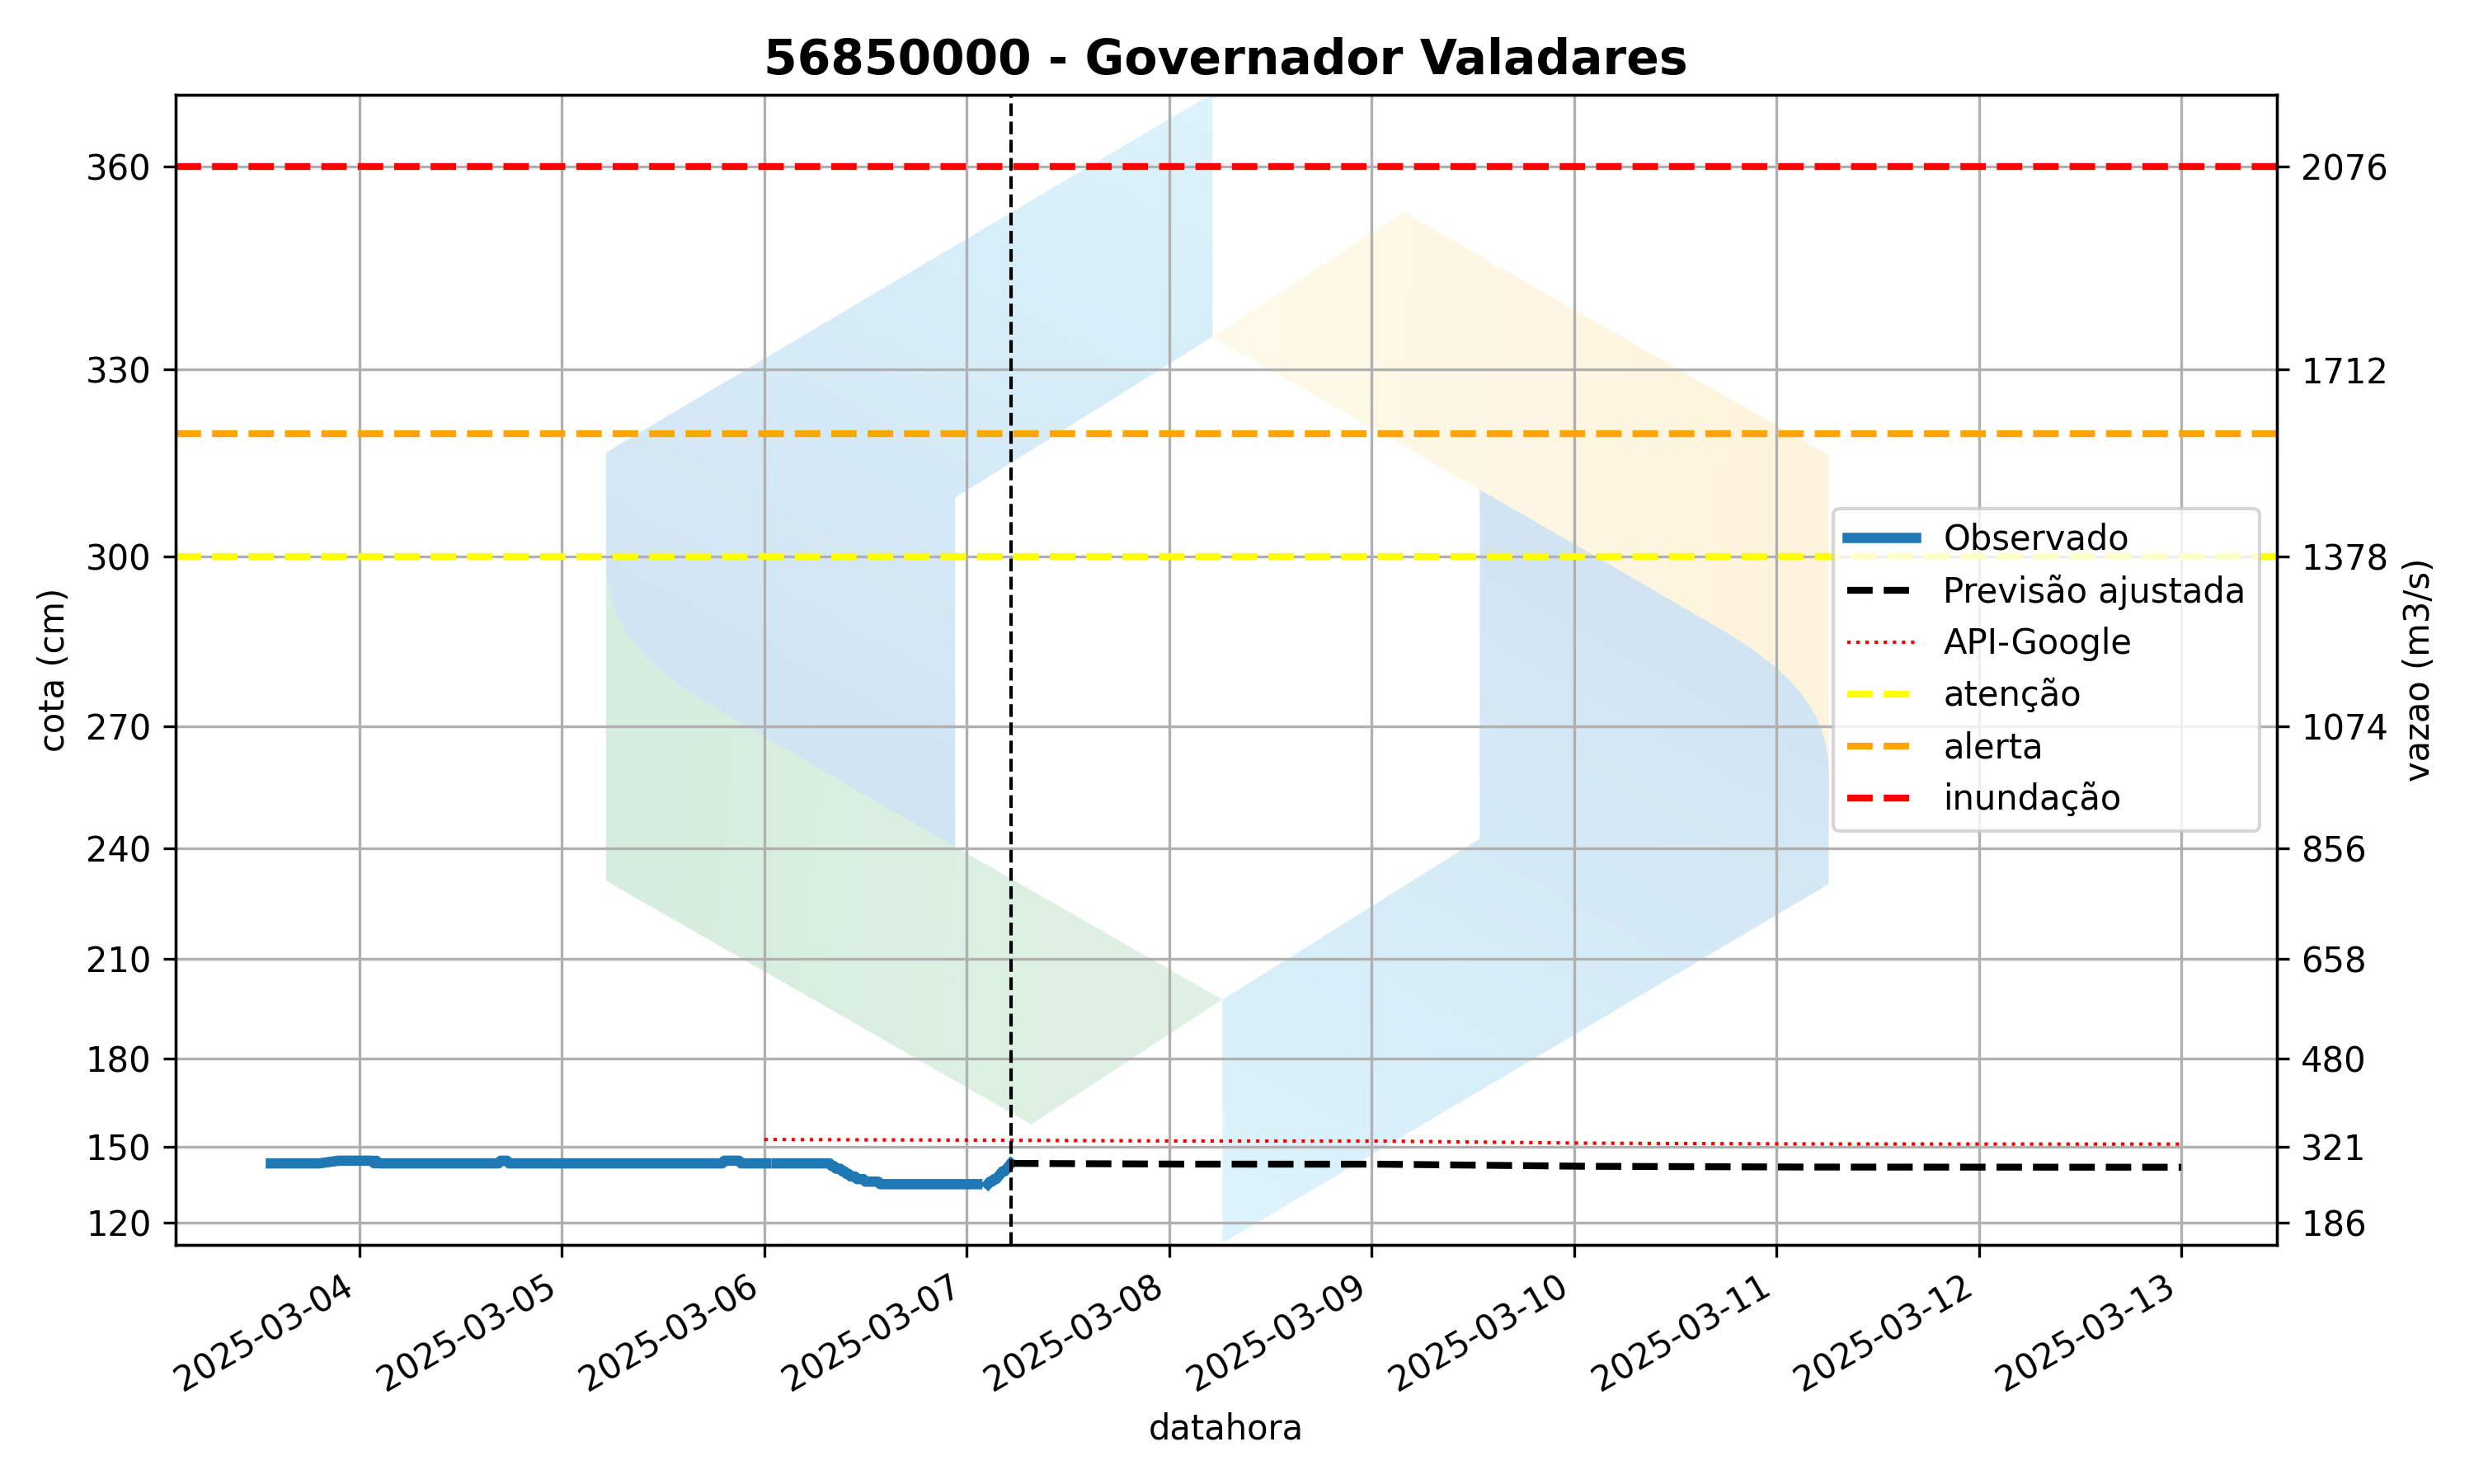 56850000 - Governador Valadares
cota (cm)
360
330
300
270
240
210
180
150
120
2076
1712
1378
1074
856
658
480
321
186
vazao (m3/s)
Observado
Previsão ajustada
API-Google
atenção
alerta
inundação
2025-03-04
2025-03-05
2025-03-06
2025-03-07
2025-03-08
2025-03-09
2025-03-10
2025-03-11
2025-03-12
2025-03-13
datahora